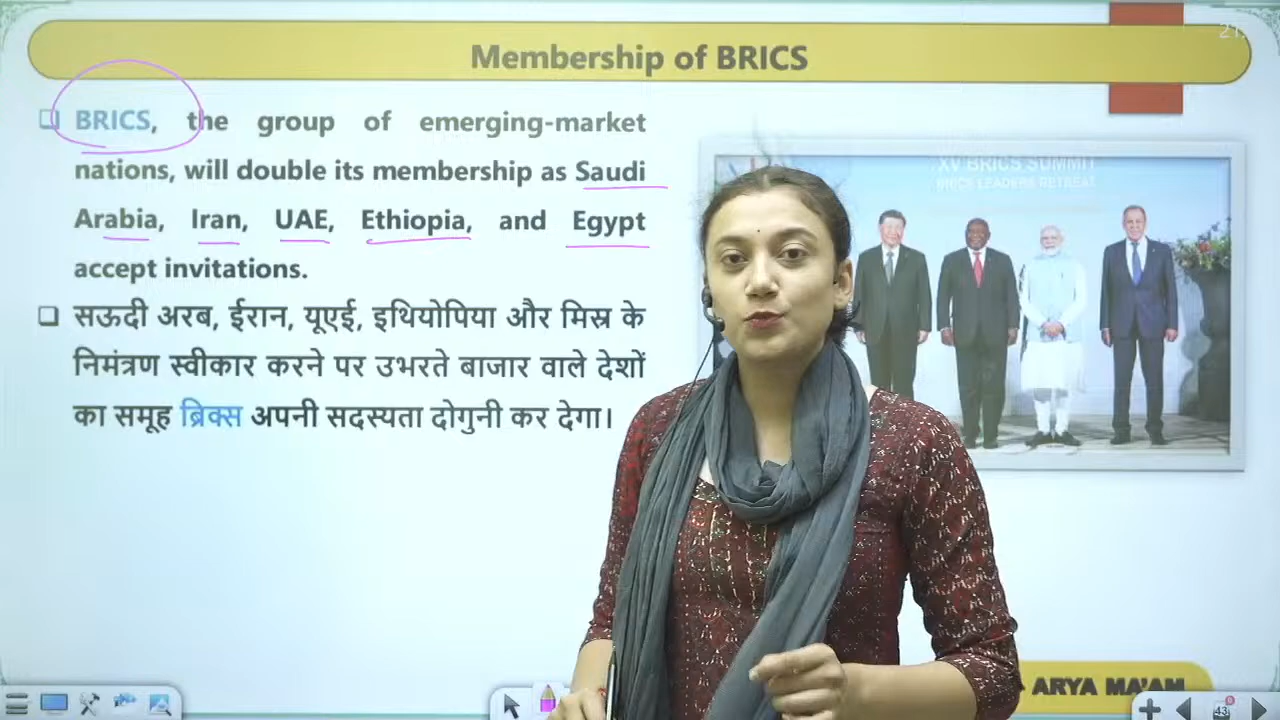 Membership of BRICS
BRICS, the group of emerging-market
nations, will double its membership as Saudi
Arabia, Iran, UAE, Ethiopia, and Egypt
accept invitations.
सऊदी अरब, ईरान, यूएई, इथियोपिया और मिस्र के
निमंत्रण स्वीकार करने पर उभरते बाजार वाले देशों
का समूह ब्रिक्स अपनी सदस्यता दोगुनी कर देगा।
XV BRICS SUMMIT
BRICS LEADERS RETREAT
ARYA MA'AM
43